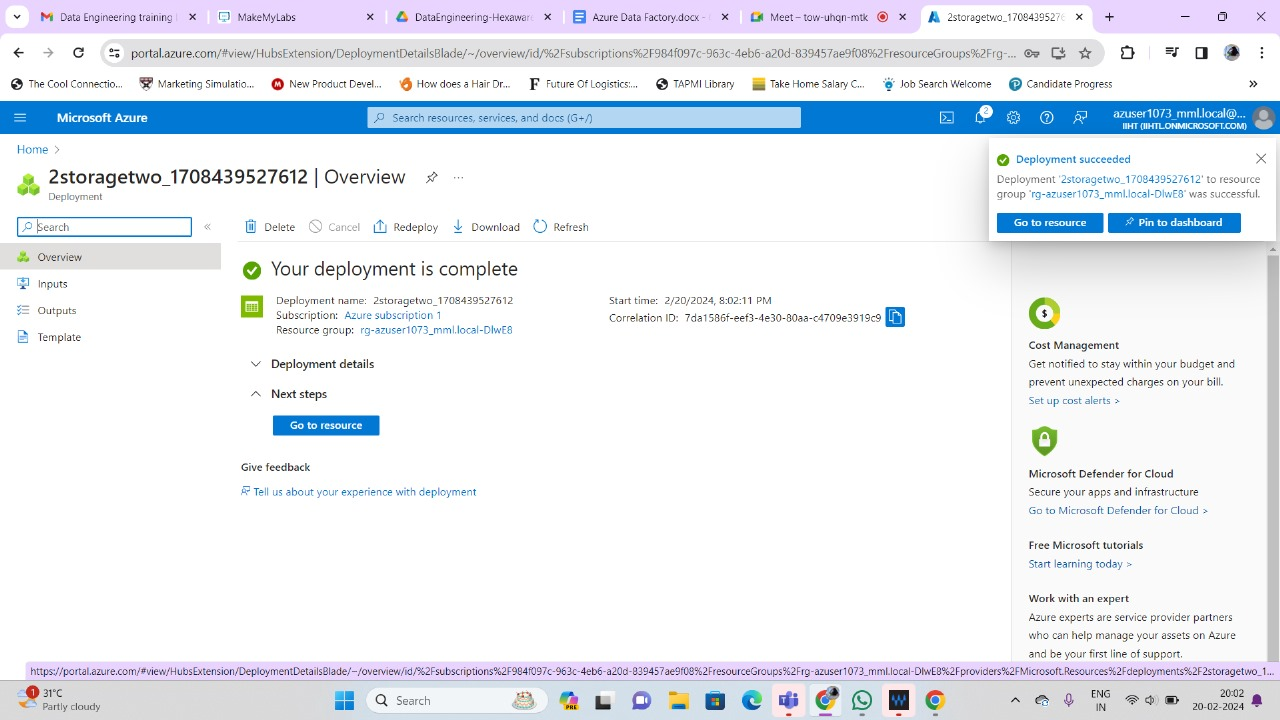 Data Engineering training
MakeMyLabs
DataEngineering-Hexawar
Azure Data Factory.docx -
Meet – tow-uhqn-mtk
2storagetwo_170843952761
portal.azure.com/#view/HubsExtension/DeploymentDetailsBlade/~/overview/id/%2Fsubscriptions%2F984f097c-963c-4eb6-a20d-839457ae9f08%2FresourceGroups%2Frg-...
The Cool Connectio...
Marketing Simulatio...
New Product Devel...
How does a Hair Dr...
Future Of Logistics:...
TAPMI Library
Take Home Salary C...
Job Search Welcome
Candidate Progress
Microsoft Azure
Search resources, services, and docs (G+/)
2
azuser1073_mml.local@...
IIHT (IIHTL.ONMICROSOFT.COM)
Home
Deployment succeeded
Deployment '2storagetwo_1708439527612' to resource
group 'rg-azuser1073_mml.local-DlwE8' was successful.
Go to resource
Pin to dashboard
2storagetwo_1708439527612 | Overview
Deployment
Search
Delete
Cancel
Redeploy
Download
Refresh
Overview
Inputs
Outputs
Template
Your deployment is complete
Deployment name: 2storagetwo_1708439527612
Subscription: Azure subscription 1
Resource group: rg-azuser1073_mml.local-DlwE8
Start time: 2/20/2024, 8:02:11 PM
Correlation ID: 7da1586f-eef3-4e30-80aa-c4709e3919c9
Deployment details
Next steps
Go to resource
Give feedback
Tell us about your experience with deployment
Cost Management
Get notified to stay within your budget and
prevent unexpected charges on your bill.
Set up cost alerts >
Microsoft Defender for Cloud
Secure your apps and infrastructure
Go to Microsoft Defender for Cloud >
Free Microsoft tutorials
Start learning today >
Work with an expert
Azure experts are service provider partners
who can help manage your assets on Azure
and be your first line of support.
https://portal.azure.com/#view/HubsExtension/DeploymentDetailsBlade/~/overview/id/%2Fsubscriptions%2F984f097c-963c-4eb6-a20d-839457ae9f08%2FresourceGroups%2Frg-azuser1073_mml.local-DlwE8%2Fproviders%2FMicrosoft.Resources%2Fdeployments%2F2storagetwo_1...
1
31°C
Partly cloudy
Search
PRE
ENG
IN
20:02
20-02-2024